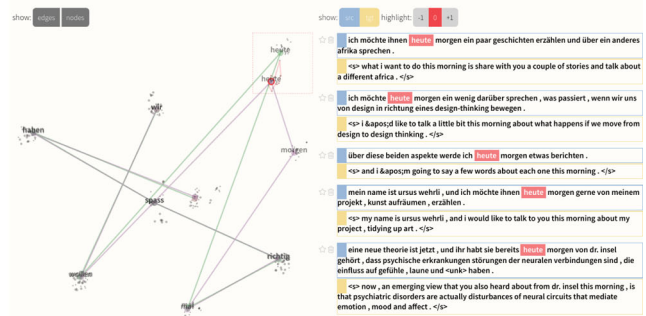 show: edges nodes
show: src tgt highlight: -1 0 +1
heute
heute
wir
haben
morgen
spass
richtig
wollen
mal
ich möchte ihnen heute morgen ein paar geschichten erzählen und über ein anderes
afrika sprechen .
<s> what i want to do this morning is share with you a couple of stories and talk about
a different africa . </s>
ich möchte heute morgen ein wenig darüber sprechen , was passiert , wenn wir uns
von design in richtung eines design-thinking bewegen .
<s> i &apos;d like to talk a little bit this morning about what happens if we move from
design to design thinking . </s>
über diese beiden aspekte werde ich heute morgen etwas berichten .
<s> and i &apos;m going to say a few words about each one this morning . </s>
mein name ist ursus wehrli , und ich möchte ihnen heute morgen gerne von meinem
projekt , kunst aufräumen , erzählen .
<s> my name is ursus wehrli , and i would like to talk to you this morning about my
project , tidying up art . </s>
eine neue theorie ist jetzt , und ihr habt sie bereits heute morgen von dr. insel
gehört , dass psychische erkrankungen störungen der neuralen verbindungen sind , die
einfluss auf gefühle , laune und <unk> haben .
<s> now , an emerging view that you also heard about from dr. insel this morning , is
that psychiatric disorders are actually disturbances of neural circuits that mediate
emotion , mood and affect . </s>